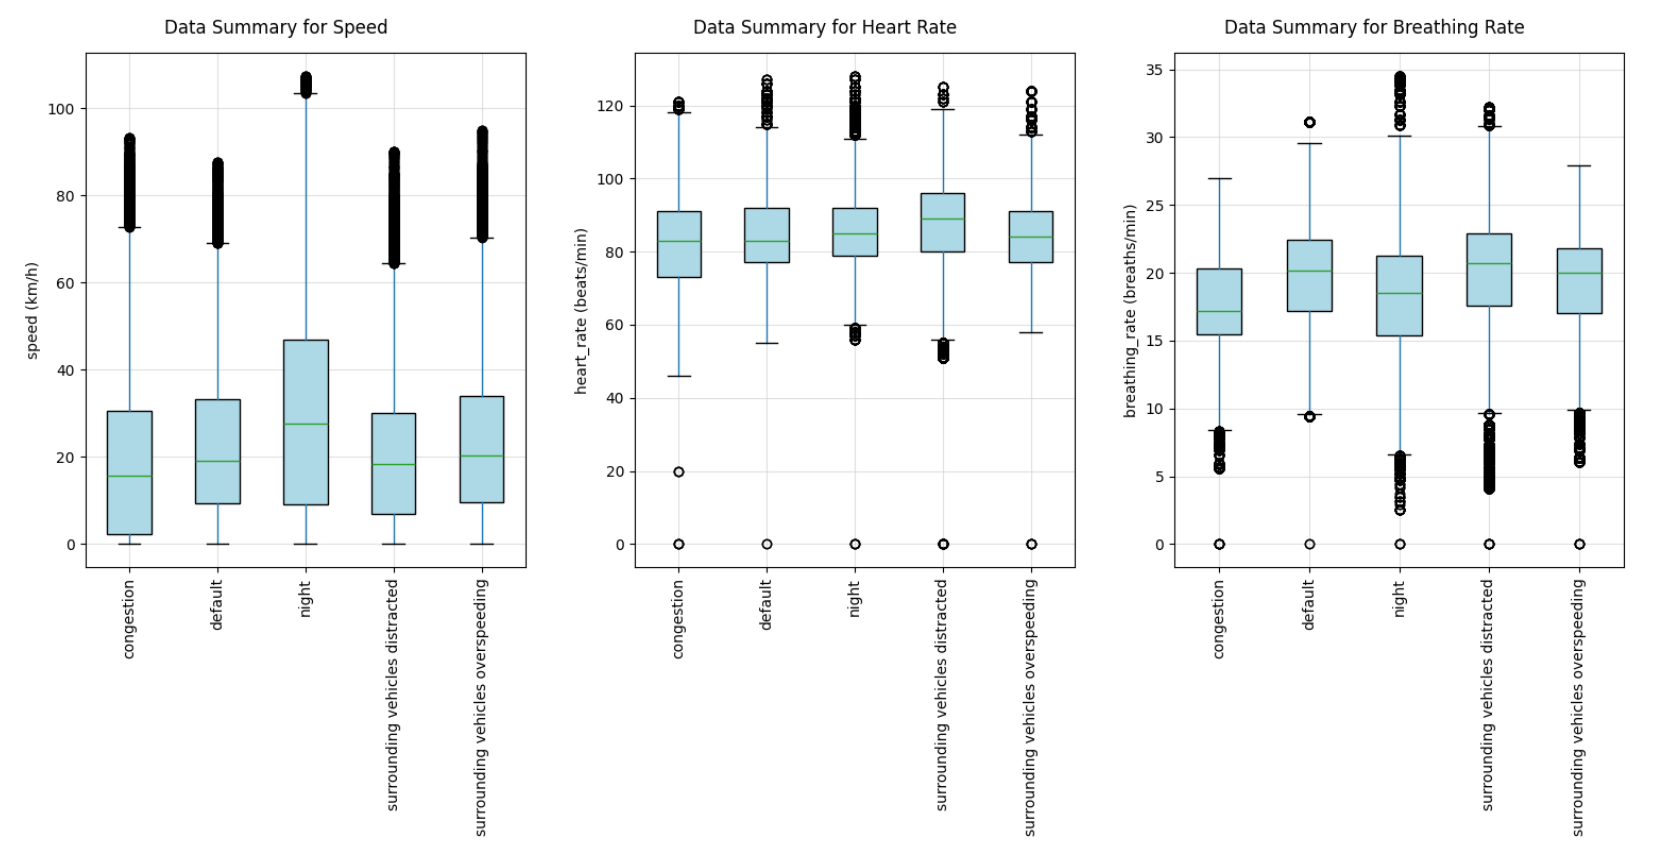 Data Summary for Speed
speed (km/h)
100
80
60
40
20
0
congestion
default
night
surrounding vehicles distracted
surrounding vehicles overspeeding
Data Summary for Heart Rate
heart_rate (beats/min)
120
100
80
60
40
20
0
congestion
default
night
surrounding vehicles distracted
surrounding vehicles overspeeding
Data Summary for Breathing Rate
breathing_rate (breaths/min)
35
30
25
20
15
10
5
0
congestion
default
night
surrounding vehicles distracted
surrounding vehicles overspeeding